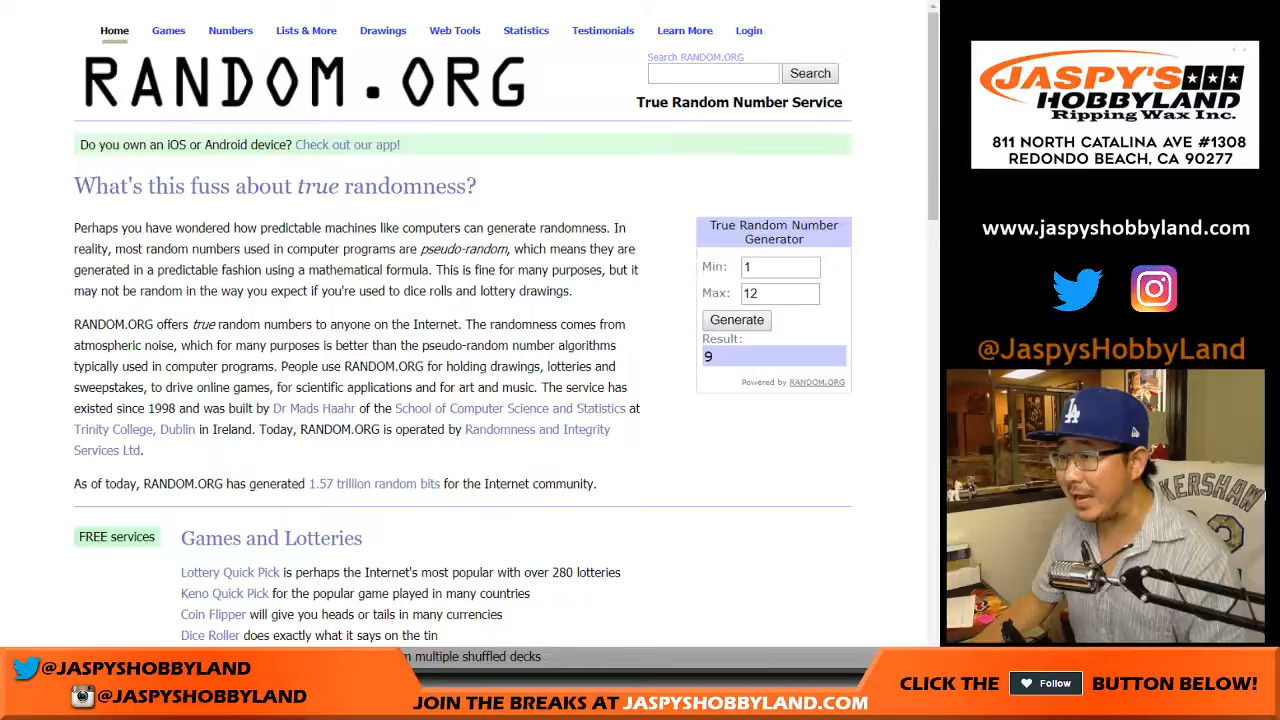 Home Games Numbers Lists & More Drawings Web Tools Statistics Testimonials Learn More Login
RANDOM.ORG
Search RANDOM.ORG
Search
True Random Number Service
Do you own an iOS or Android device? Check out our app!
What's this fuss about true randomness?
Perhaps you have wondered how predictable machines like computers can generate randomness. In
reality, most random numbers used in computer programs are pseudo-random, which means they are
generated in a predictable fashion using a mathematical formula. This is fine for many purposes, but it
may not be random in the way you expect if you're used to dice rolls and lottery drawings.
RANDOM.ORG offers true random numbers to anyone on the Internet. The randomness comes from
atmospheric noise, which for many purposes is better than the pseudo-random number algorithms
typically used in computer programs. People use RANDOM.ORG for holding drawings, lotteries and
sweepstakes, to drive online games, for scientific applications and for art and music. The service has
existed since 1998 and was built by Dr Mads Haahr of the School of Computer Science and Statistics at
Trinity College, Dublin in Ireland. Today, RANDOM.ORG is operated by Randomness and Integrity
Services Ltd.
As of today, RANDOM.ORG has generated 1.57 trillion random bits for the Internet community.
True Random Number
Generator
Min: 1
Max: 12
Generate
Result:
9
Powered by RANDOM.ORG
FREE services
Games and Lotteries
Lottery Quick Pick is perhaps the Internet's most popular with over 280 lotteries
Keno Quick Pick for the popular game played in many countries
Coin Flipper will give you heads or tails in many currencies
Dice Roller does exactly what it says on the tin
multiple shuffled decks
JASPY'S
HOBBYLAND
Ripping Wax Inc.
811 NORTH CATALINA AVE #1308
REDONDO BEACH, CA 90277
www.jaspyshobbyland.com
@JaspysHobbyLand
LA
KERSHAW
@JASPYSHOBBYLAND
@JASPYSHOBBYLAND
JOIN THE BREAKS AT JASPYSHOBBYLAND.COM
CLICK THE Follow BUTTON BELOW!